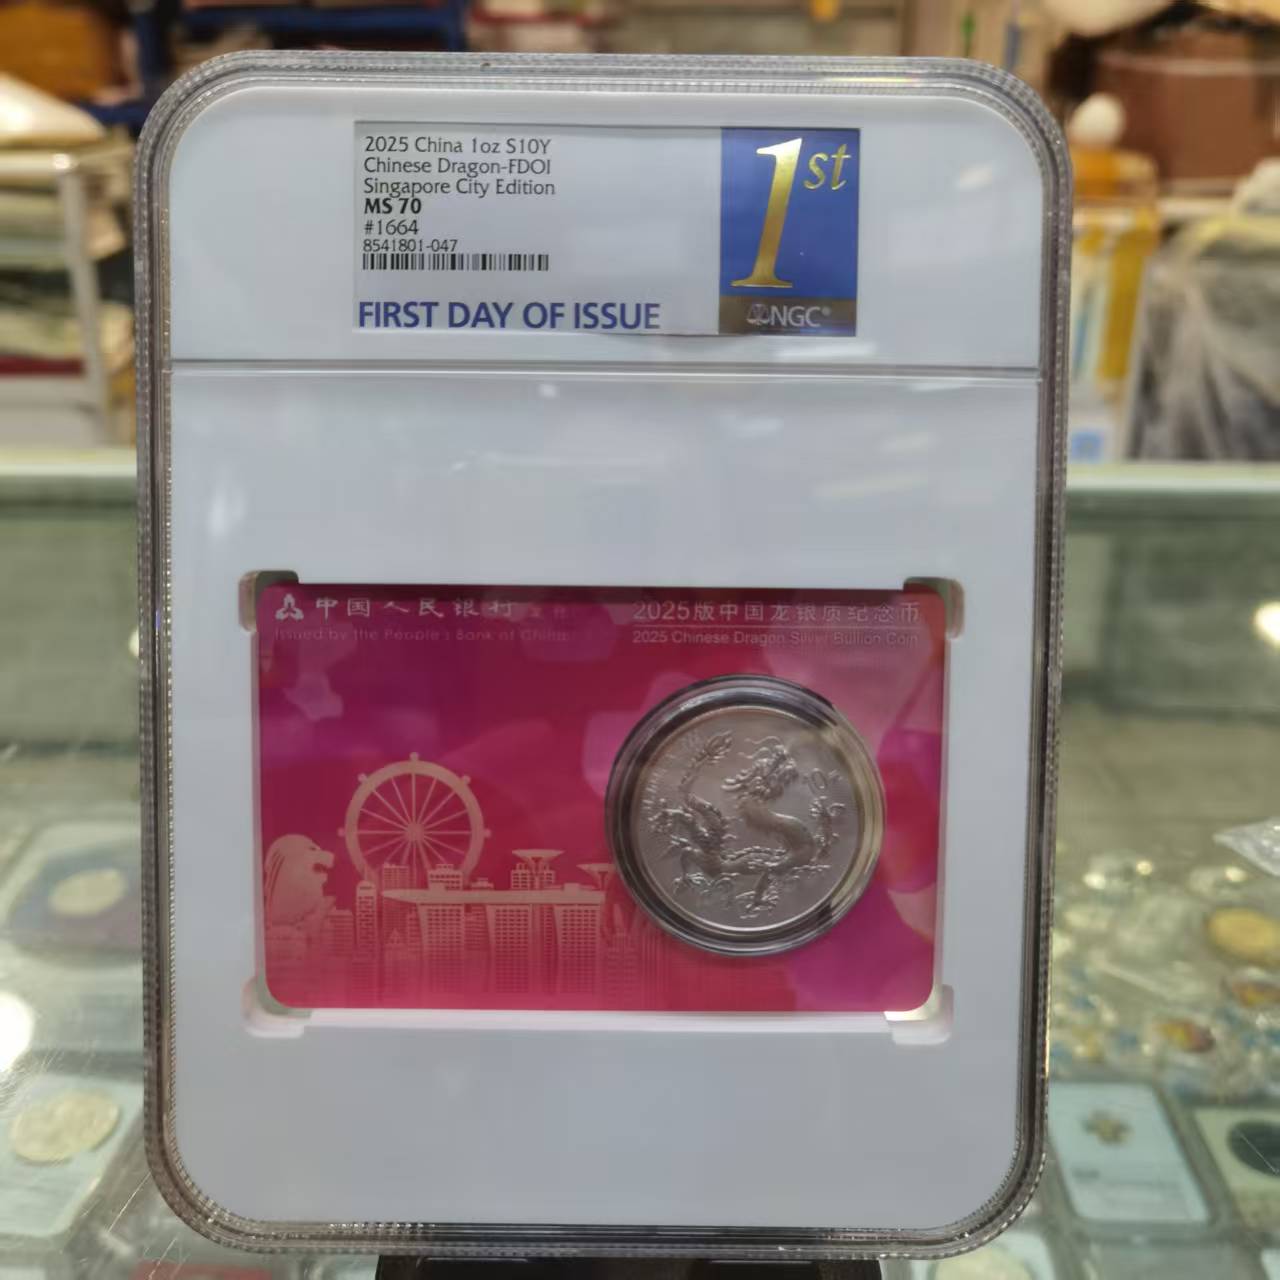 2025 China 1oz S10Y
Chinese Dragon-FDOI
Singapore City Edition
MS 70
#1664
8541801-047
FIRST DAY OF ISSUE
1st
NGC®
中国人民银行
Issued by the People's Bank of China
2025版中国龙银质纪念币
2025 Chinese Dragon Silver Bullion Coin
10